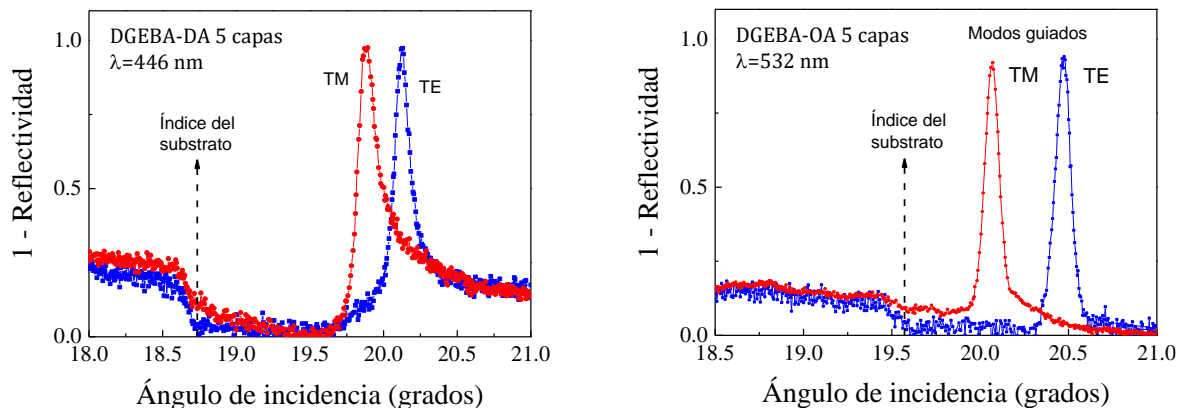 DGEBA-DA 5 capas
λ=446 nm
TM
TE
Índice del
substrato
1 - Reflectividad
1.0
0.5
0.0
18.0 18.5 19.0 19.5 20.0 20.5 21.0
Ángulo de incidencia (grados)
DGEBA-OA 5 capas
λ=532 nm
Modos guiados
TM
TE
Índice del
substrato
1 - Reflectividad
1.0
0.5
0.0
18.5 19.0 19.5 20.0 20.5 21.0
Ángulo de incidencia (grados)